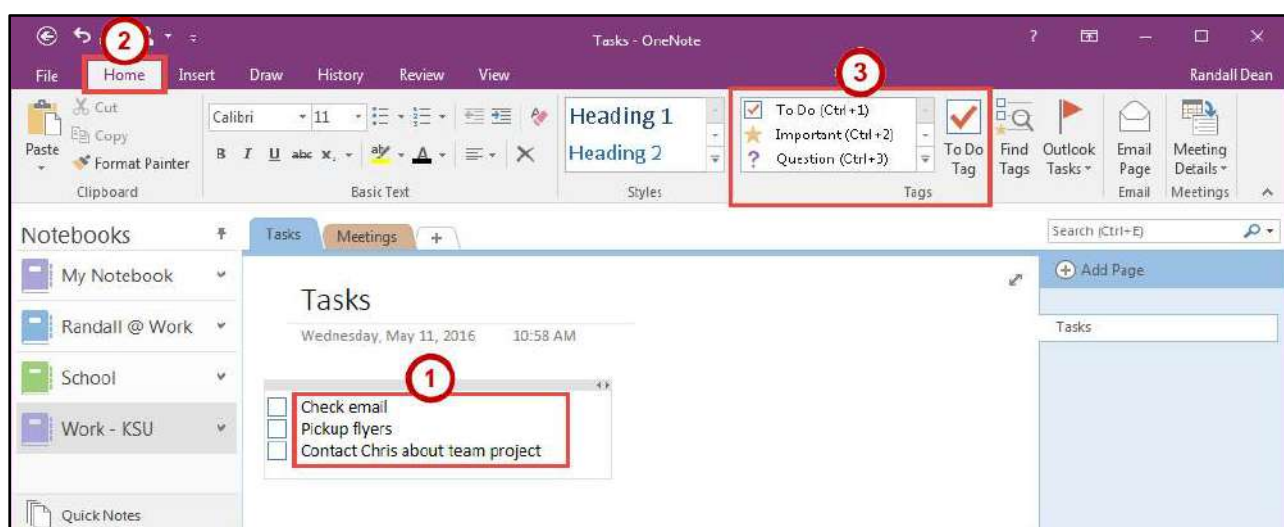 2
Tasks - OneNote
?
File Home Insert Draw History Review View
3
Randall Dean
Paste
Cut
Copy
Format Painter
Clipboard
Calibri 11
B I U abc x, aby A
Basic Text
Heading 1
Heading 2
Styles
To Do (Ctrl+1)
Important (Ctrl+2)
? Question (Ctrl+3)
To Do
Tag
Tags
Find
Tags
Outlook
Tasks
Email
Page
Email
Meeting
Details
Meetings
Notebooks
My Notebook
Randall @ Work
School
Work - KSU
Quick Notes
Tasks Meetings +
Search (Ctrl+E)
Add Page
Tasks
Tasks
Wednesday, May 11, 2016 10:58 AM
1
Check email
Pickup flyers
Contact Chris about team project